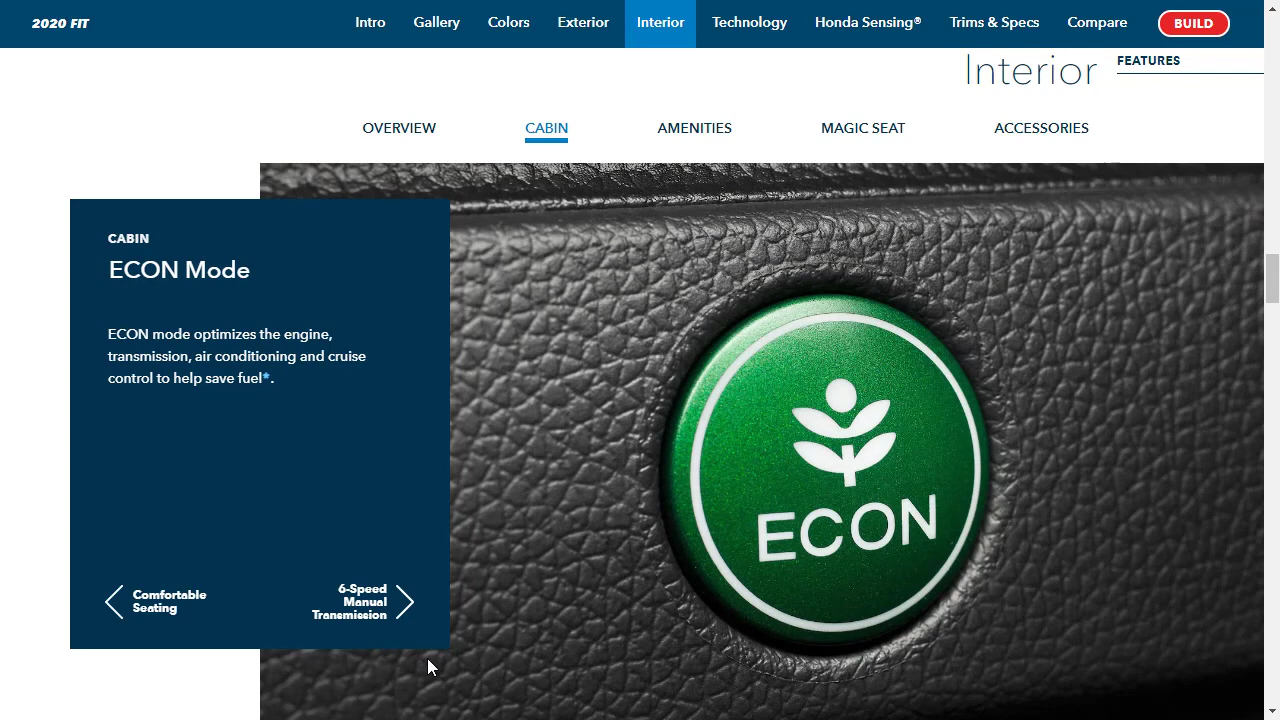 2020 FIT
Intro
Gallery
Colors
Exterior
Interior
Technology
Honda Sensing®
Trims & Specs
Compare
BUILD
Interior
FEATURES
OVERVIEW
CABIN
AMENITIES
MAGIC SEAT
ACCESSORIES
CABIN
ECON Mode
ECON mode optimizes the engine,
transmission, air conditioning and cruise
control to help save fuel*.
Comfortable
Seating
6-Speed
Manual
Transmission
ECON